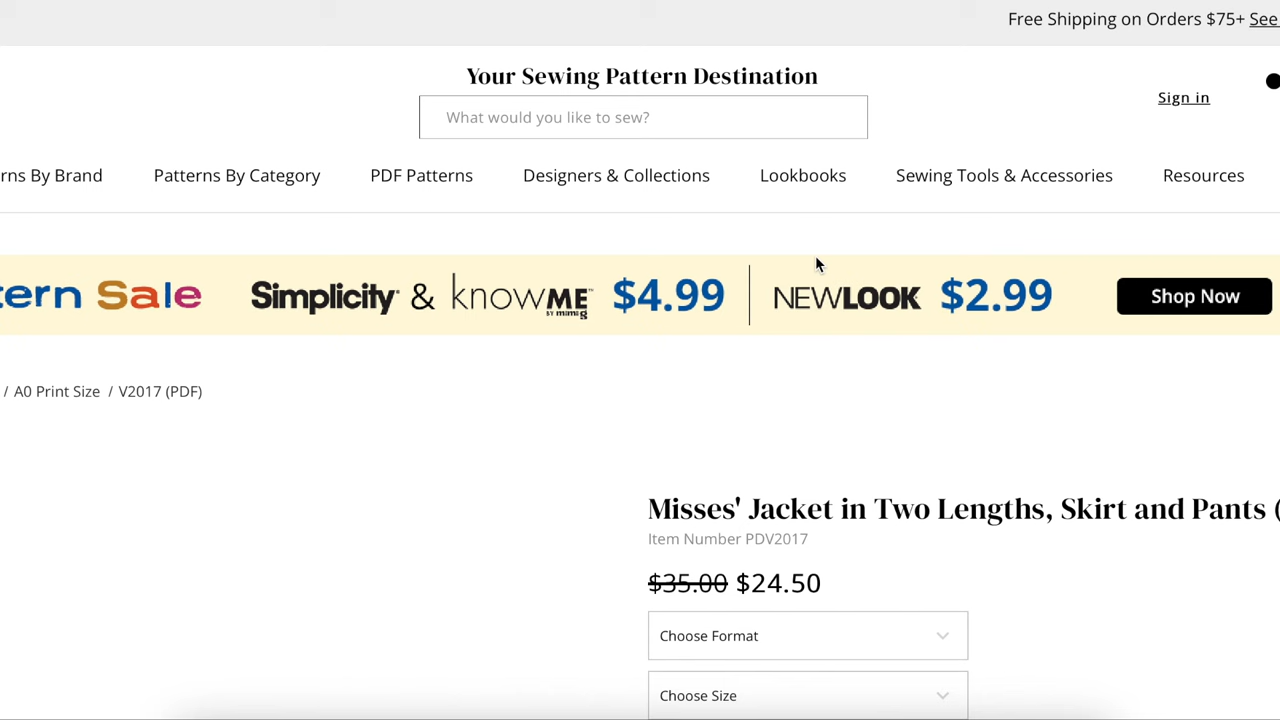 Free Shipping on Orders $75+ See
Your Sewing Pattern Destination
What would you like to sew?
Sign in
rns By Brand Patterns By Category PDF Patterns Designers & Collections Lookbooks Sewing Tools & Accessories Resources
tern Sale Simplicity & knowME BY mimi g $4.99 NEWLOOK $2.99 Shop Now
/ A0 Print Size / V2017 (PDF)
Misses' Jacket in Two Lengths, Skirt and Pants (
Item Number PDV2017
$35.00 $24.50
Choose Format
Choose Size